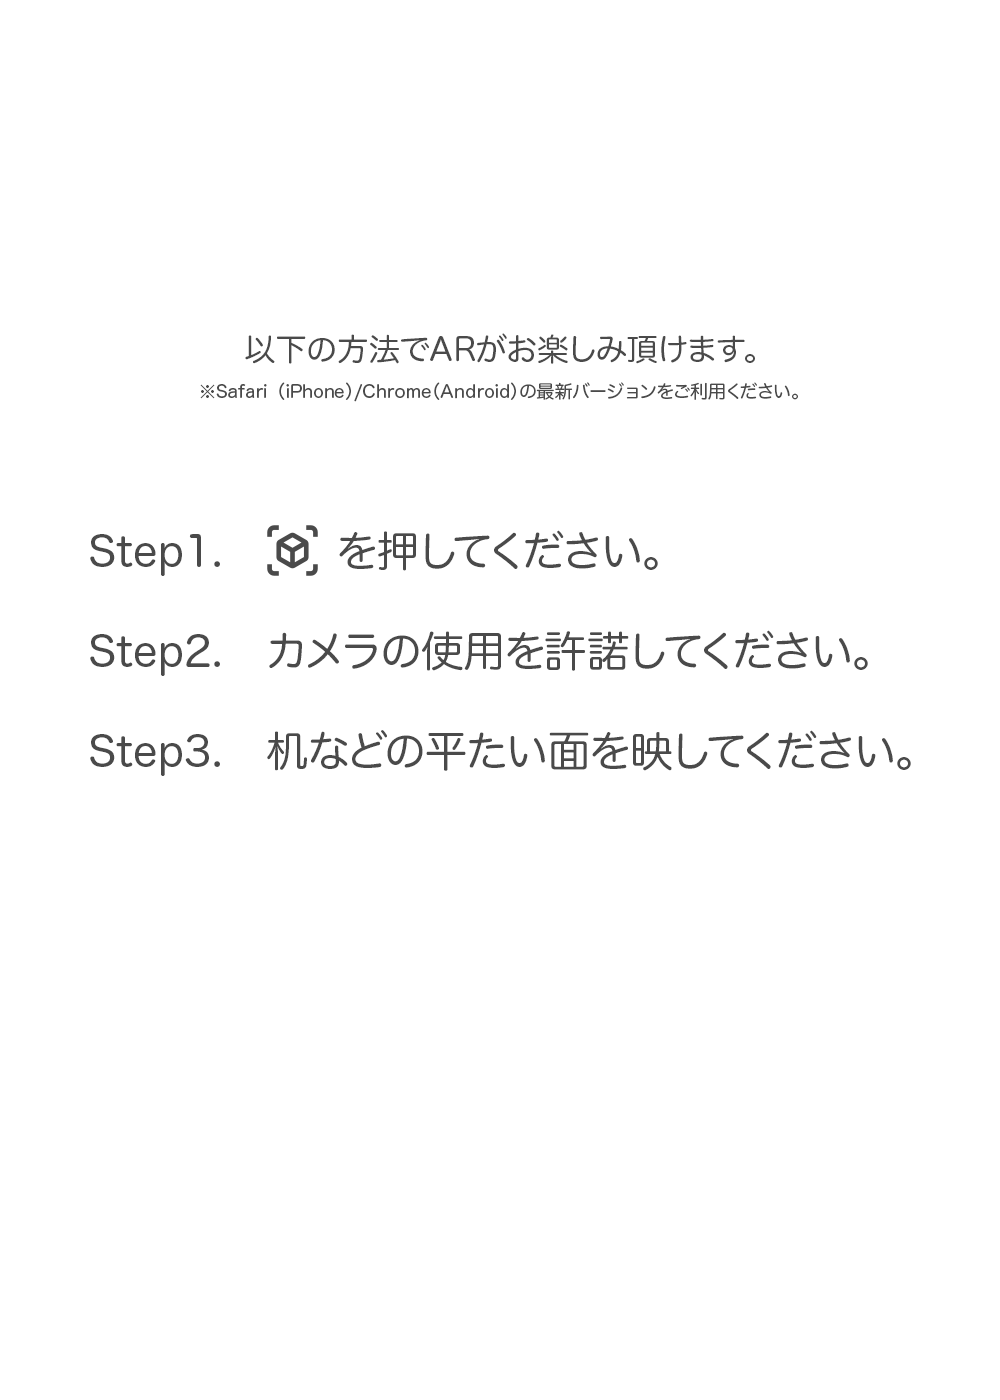 以下の方法でARがお楽しみ頂けます。
※Safari（iPhone）/Chrome（Android）の最新バージョンをご利用ください。
Step1. を押してください。
Step2. カメラの使用を許諾してください。
Step3. 机などの平たい面を映してください。